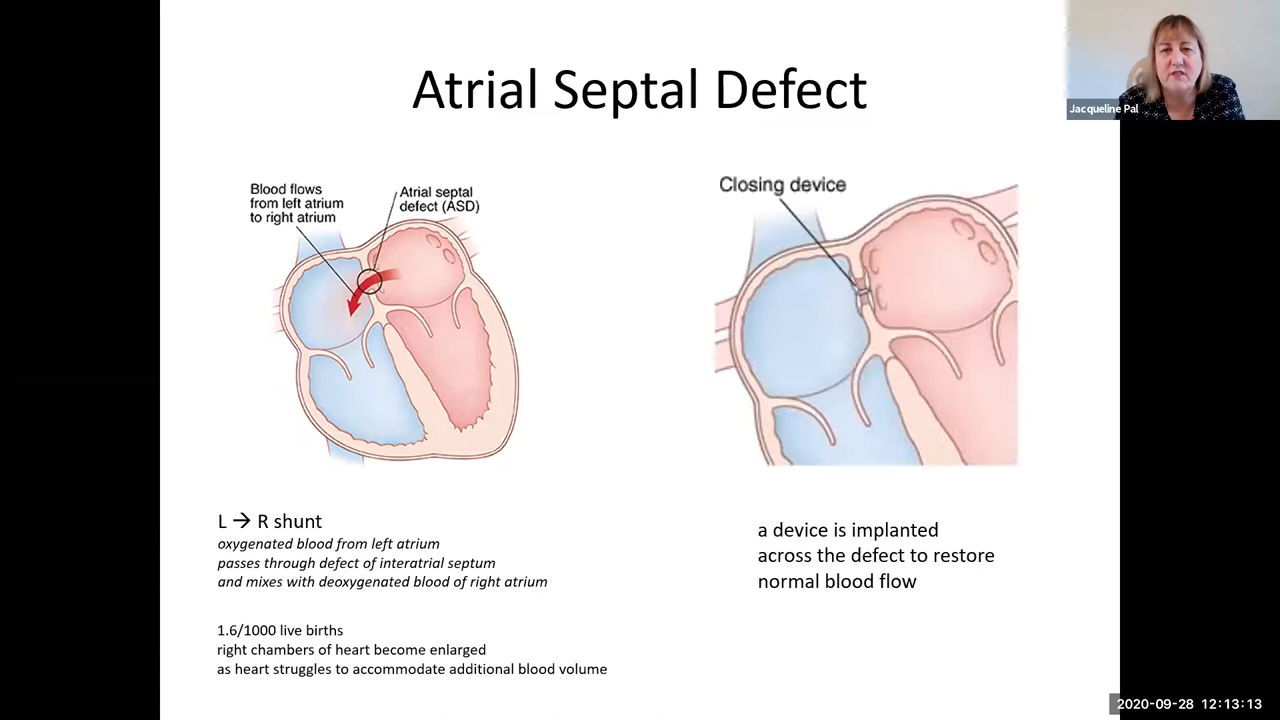 Atrial Septal Defect
Jacqueline Pal
Blood flows
from left atrium
to right atrium
Atrial septal
defect (ASD)
Closing device
L → R shunt
oxygenated blood from left atrium
passes through defect of interatrial septum
and mixes with deoxygenated blood of right atrium
a device is implanted
across the defect to restore
normal blood flow
1.6/1000 live births
right chambers of heart become enlarged
as heart struggles to accommodate additional blood volume
2020-09-28 12:13:13